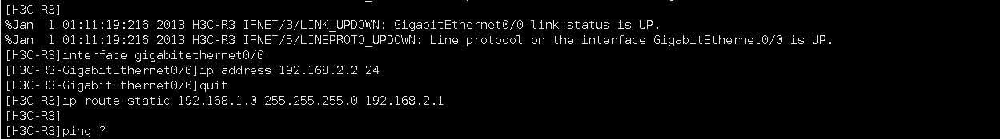 [H3C-R3]
%Jan  1 01:11:19:216 2013 H3C-R3 IFNET/3/LINK_UPDOWN: GigabitEthernet0/0 link status is UP.
%Jan  1 01:11:19:216 2013 H3C-R3 IFNET/5/LINEPROTO_UPDOWN: Line protocol on the interface GigabitEthernet0/0 is UP.
[H3C-R3]interface gigabitethernet0/0
[H3C-R3-GigabitEthernet0/0]ip address 192.168.2.2 24
[H3C-R3-GigabitEthernet0/0]quit
[H3C-R3]ip route-static 192.168.1.0 255.255.255.0 192.168.2.1
[H3C-R3]
[H3C-R3]ping ?